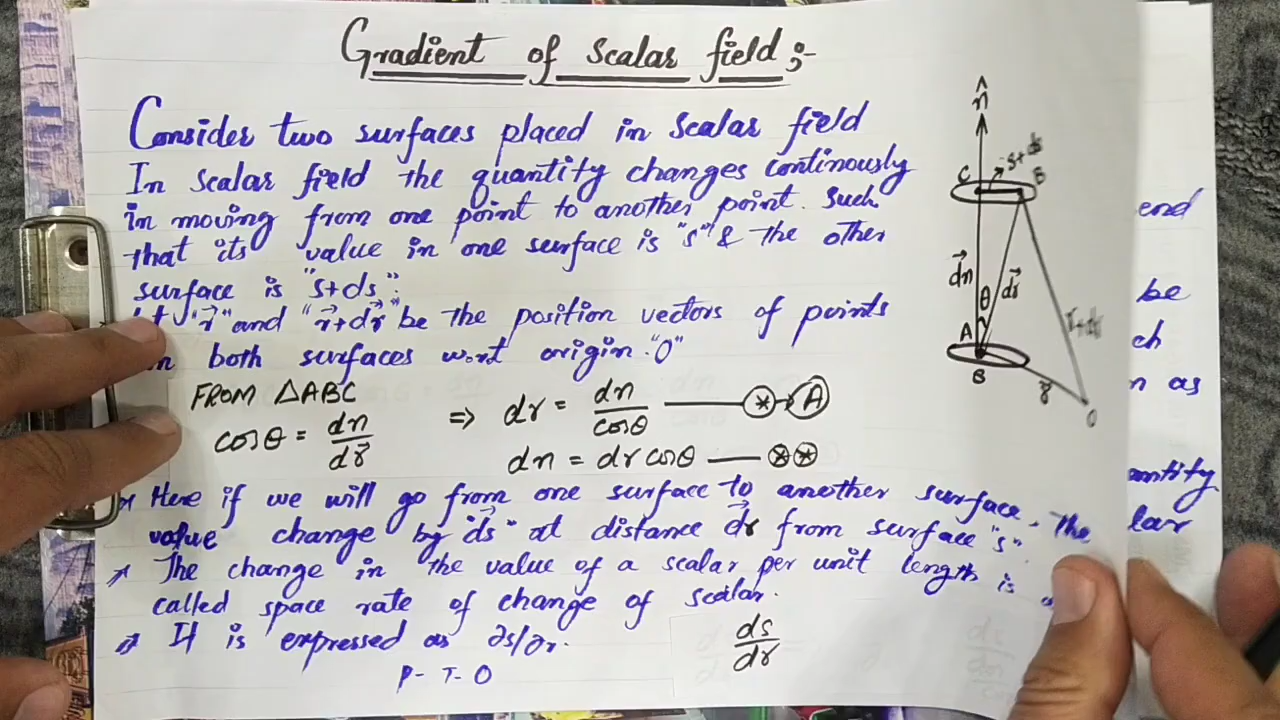 Gradient of scalar field :-
Consider two surfaces placed in scalar field
In scalar field the quantity changes continously
in moving from one point to another point. Such
that its value in one surface is "s" & the other
surface is "s+ds".
"r⃗" and "r⃗+dr⃗" be the position vectors of points
both surfaces w.r.t origin "O"
FROM △ABC
cosθ = dn/dr⃗ ⇒ dr = dn/cosθ —— * → A
dn = dr cosθ —— * *
Here if we will go from one surface to another surface. The
value change by "ds⃗" at distance dr⃗ from surface "s".
The change in the value of a scalar per unit length is
called space rate of change of scalar.
It is expressed as ∂s/∂r.
ds/dr
P- T- O
n̂
C s+ds B
dn⃗ θ dr⃗ r+dr
A
B r O
end
be
ch
n as
antity
lar